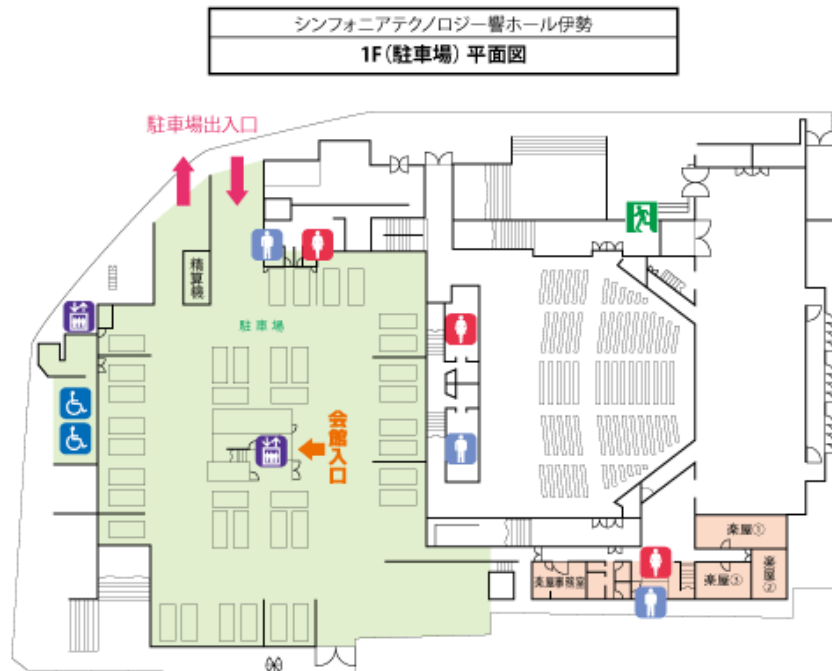 シンフォニアテクノロジー響ホール伊勢
1F(駐車場) 平面図
駐車場出入口
精算機
駐車場
会館入口
楽屋①
楽屋②
楽屋③
楽屋事務室